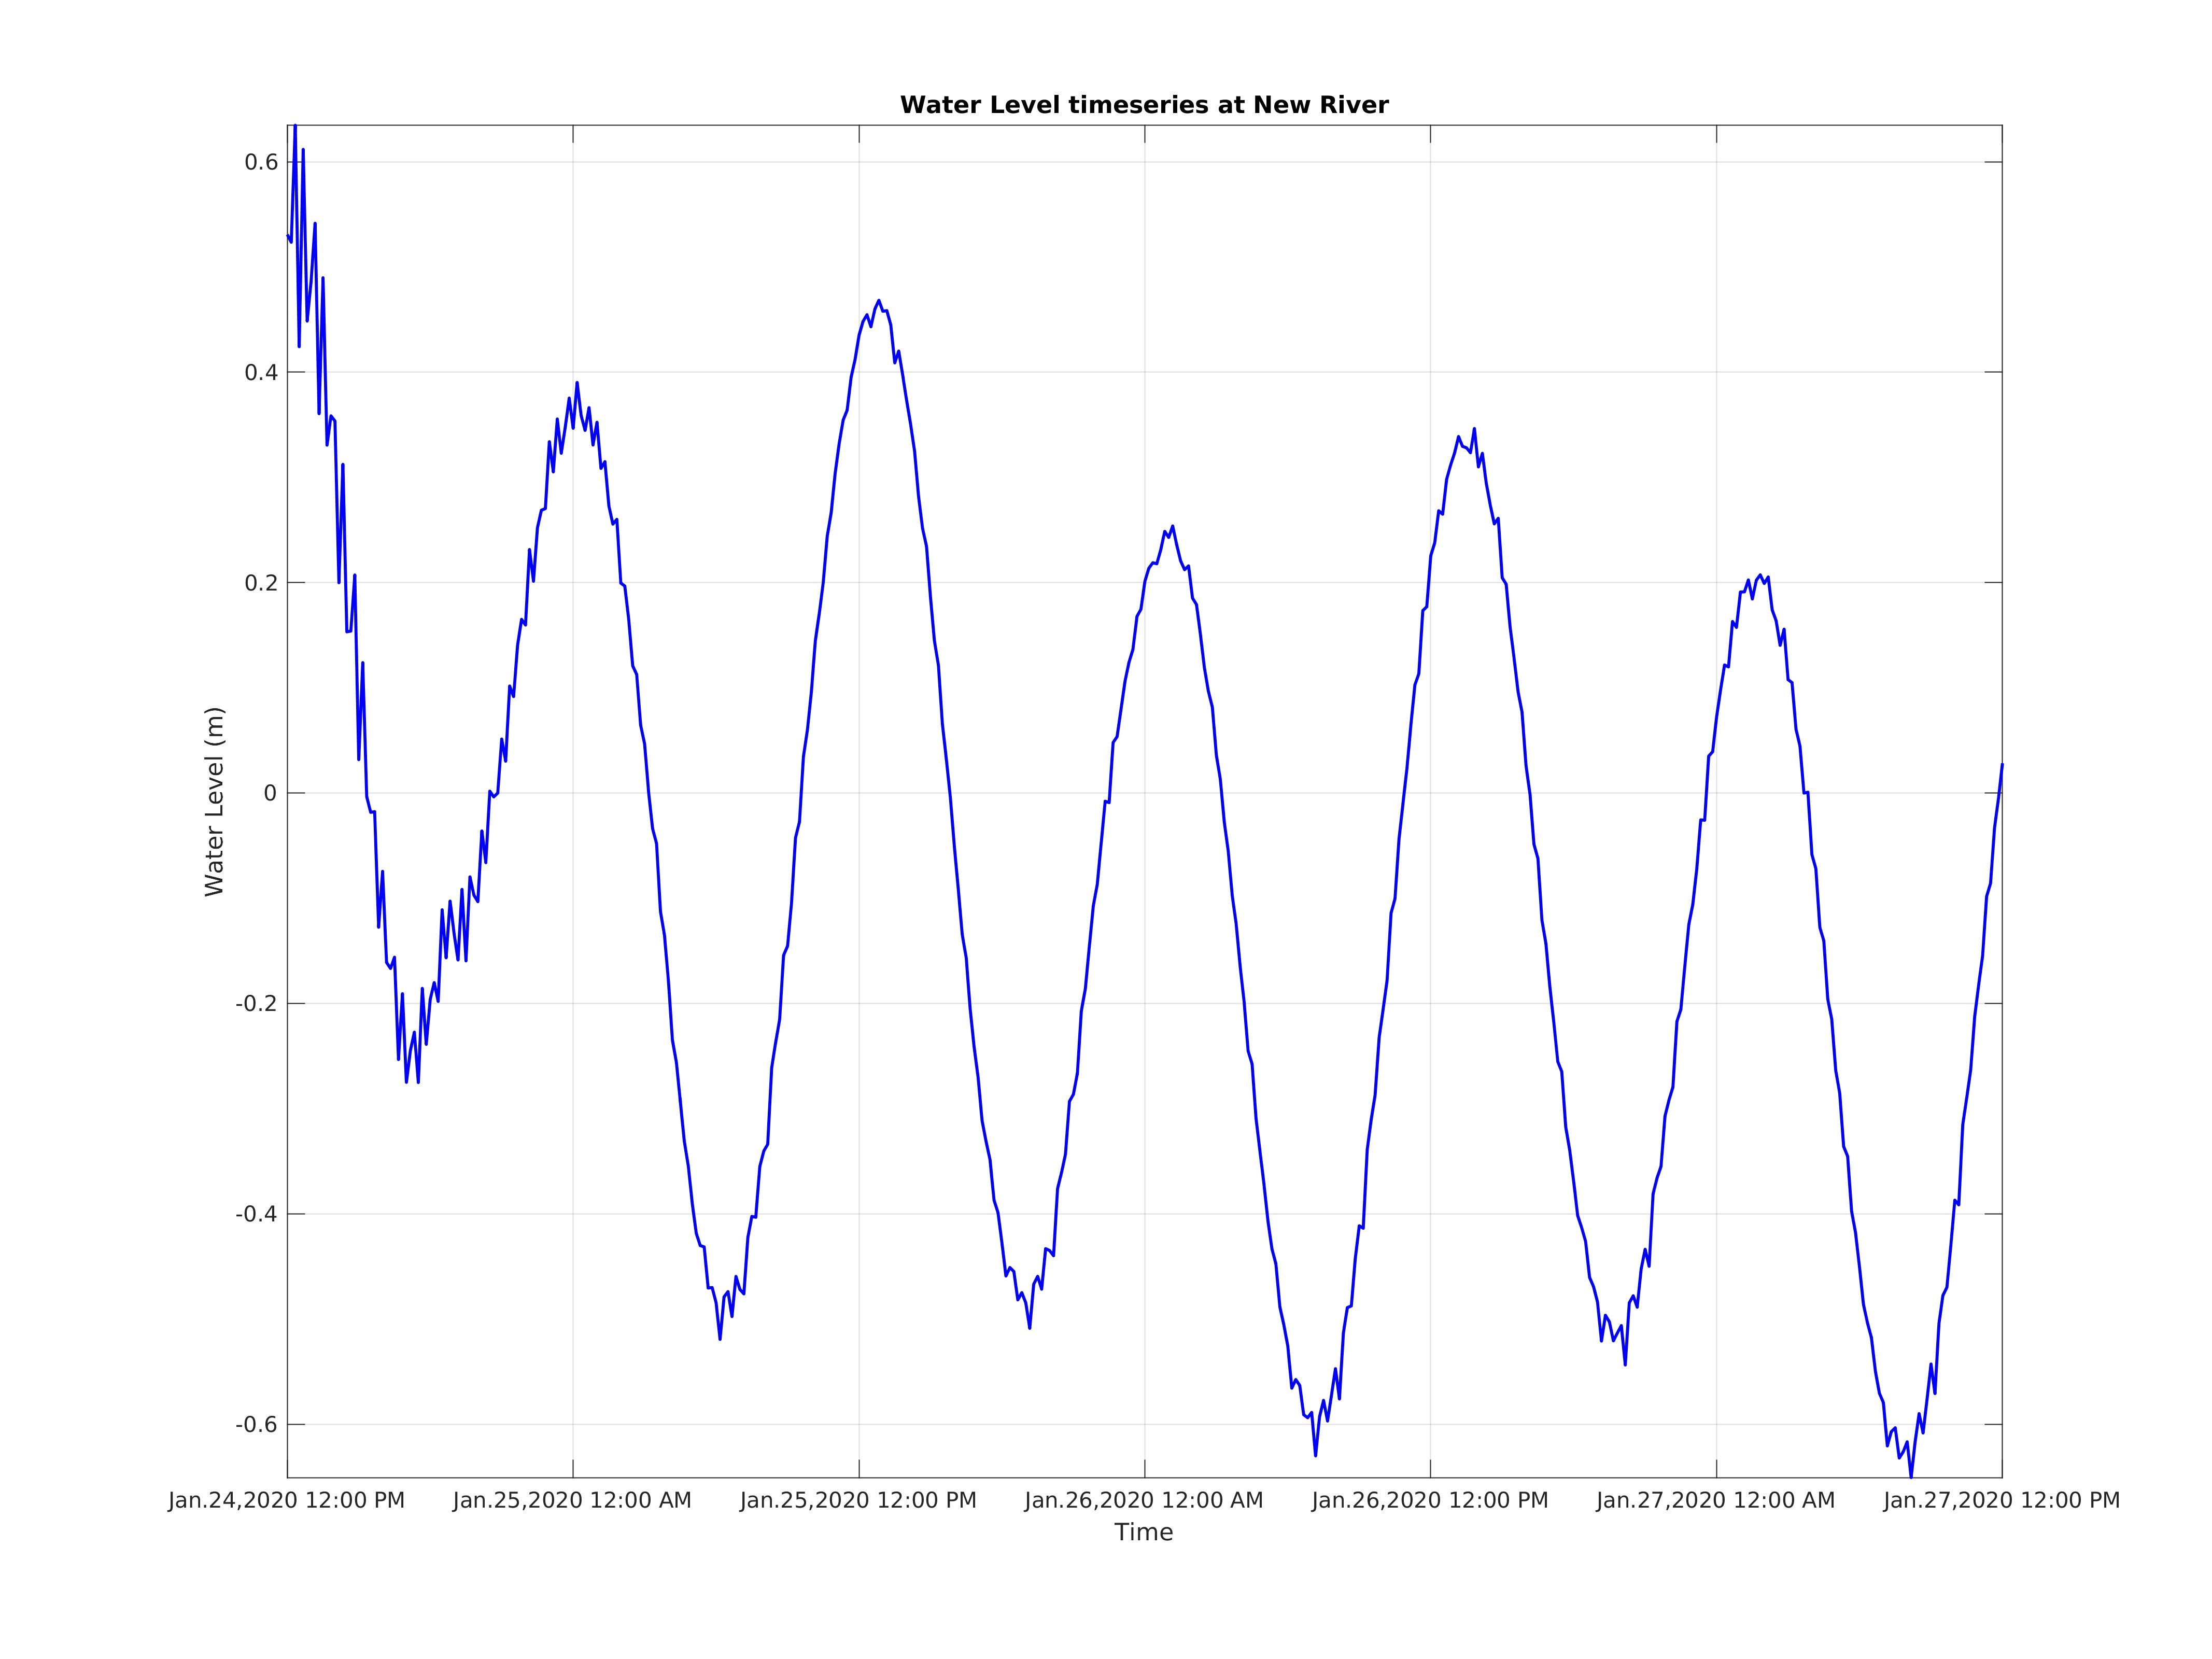 Water Level timeseries at New River
0.6
0.4
0.2
0
-0.2
-0.4
-0.6
Water Level (m)
Jan.24,2020 12:00 PM
Jan.25,2020 12:00 AM
Jan.25,2020 12:00 PM
Jan.26,2020 12:00 AM
Jan.26,2020 12:00 PM
Jan.27,2020 12:00 AM
Jan.27,2020 12:00 PM
Time